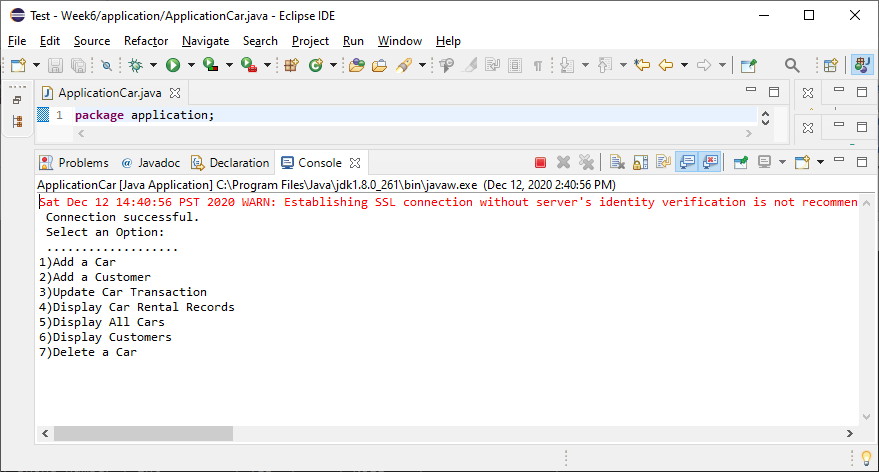 Test - Week6/application/ApplicationCar.java - Eclipse IDE
File Edit Source Refactor Navigate Search Project Run Window Help
ApplicationCar.java
1 package application;
Problems @ Javadoc Declaration Console
ApplicationCar [Java Application] C:\Program Files\Java\jdk1.8.0_261\bin\javaw.exe (Dec 12, 2020 2:40:56 PM)
Sat Dec 12 14:40:56 PST 2020 WARN: Establishing SSL connection without server's identity verification is not recommen
Connection successful.
Select an Option:
..................
1)Add a Car
2)Add a Customer
3)Update Car Transaction
4)Display Car Rental Records
5)Display All Cars
6)Display Customers
7)Delete a Car